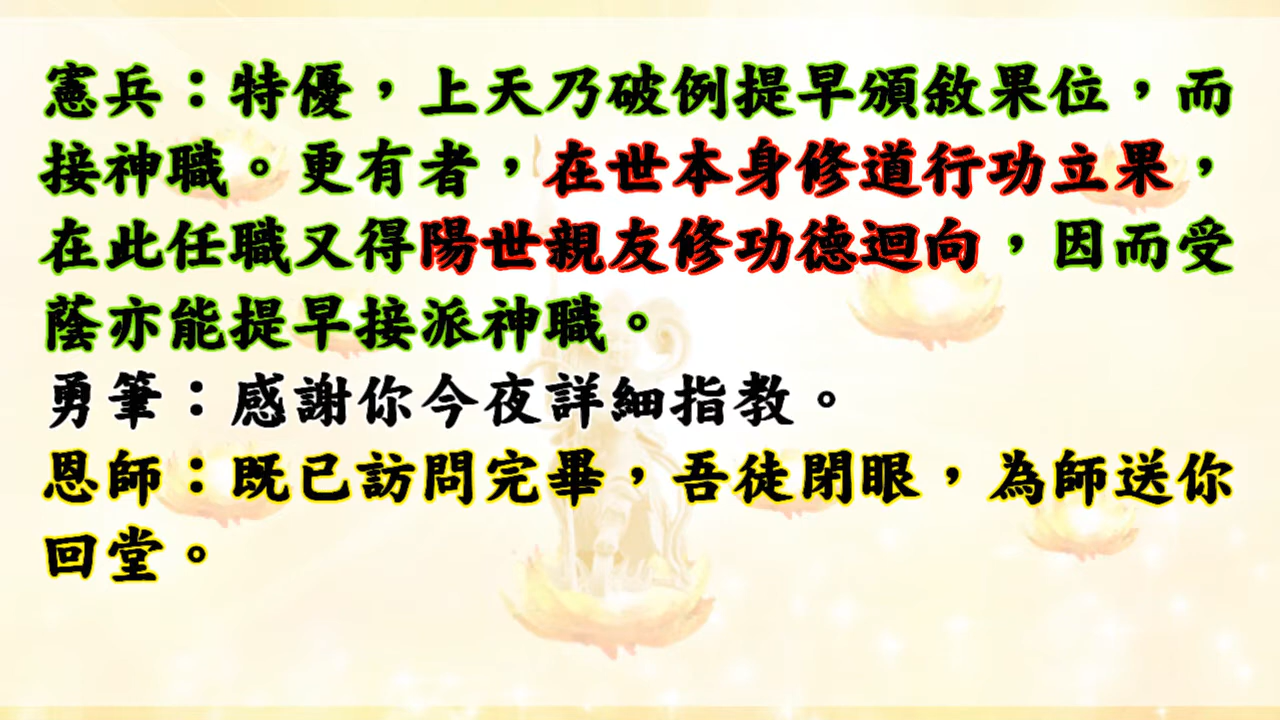 憲兵：特優，上天乃破例提早頒敘果位，而
接神職。更有者，在世本身修道行功立果，
在此任職又得陽世親友修功德迴向，因而受
蔭亦能提早接派神職。
勇筆：感謝你今夜詳細指教。
恩師：既已訪問完畢，吾徒閉眼，為師送你
回堂。